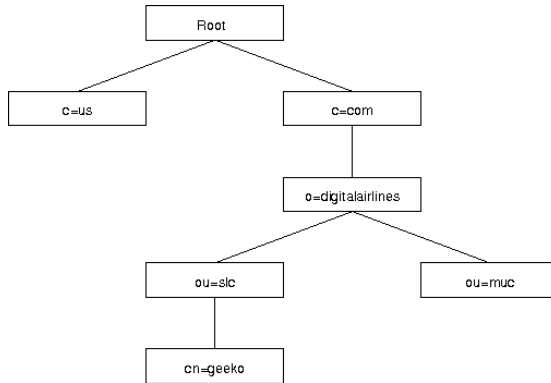 Root
c=us
c=com
o=digitalairlines
ou=slc
ou=muc
cn=geeko